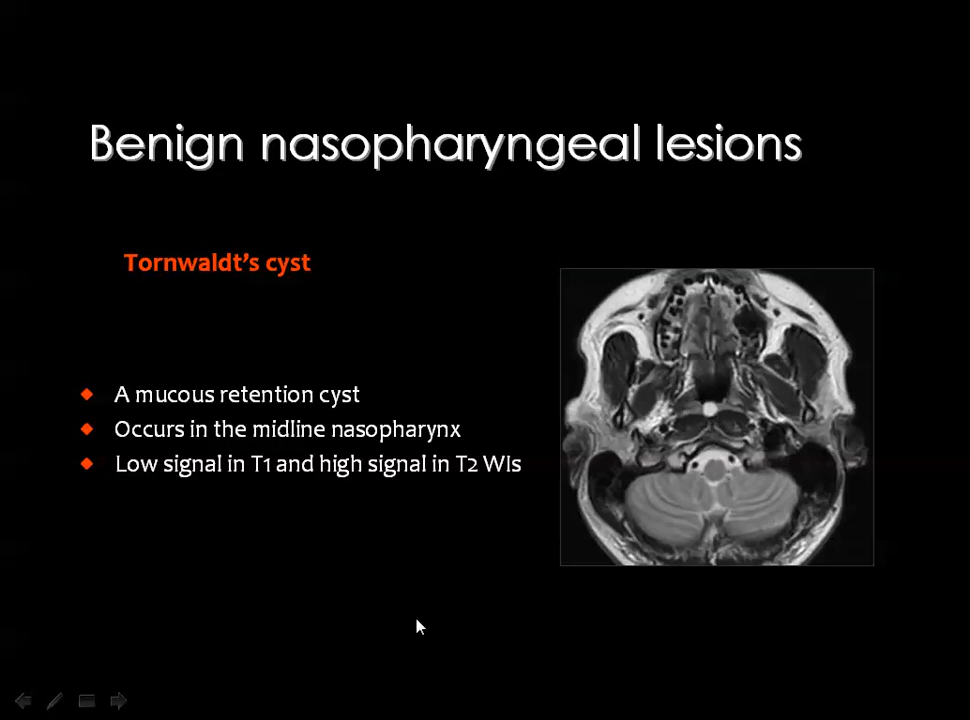 Benign nasopharyngeal lesions
Tornwaldt’s cyst
A mucous retention cyst
Occurs in the midline nasopharynx
Low signal in T1 and high signal in T2 WIs